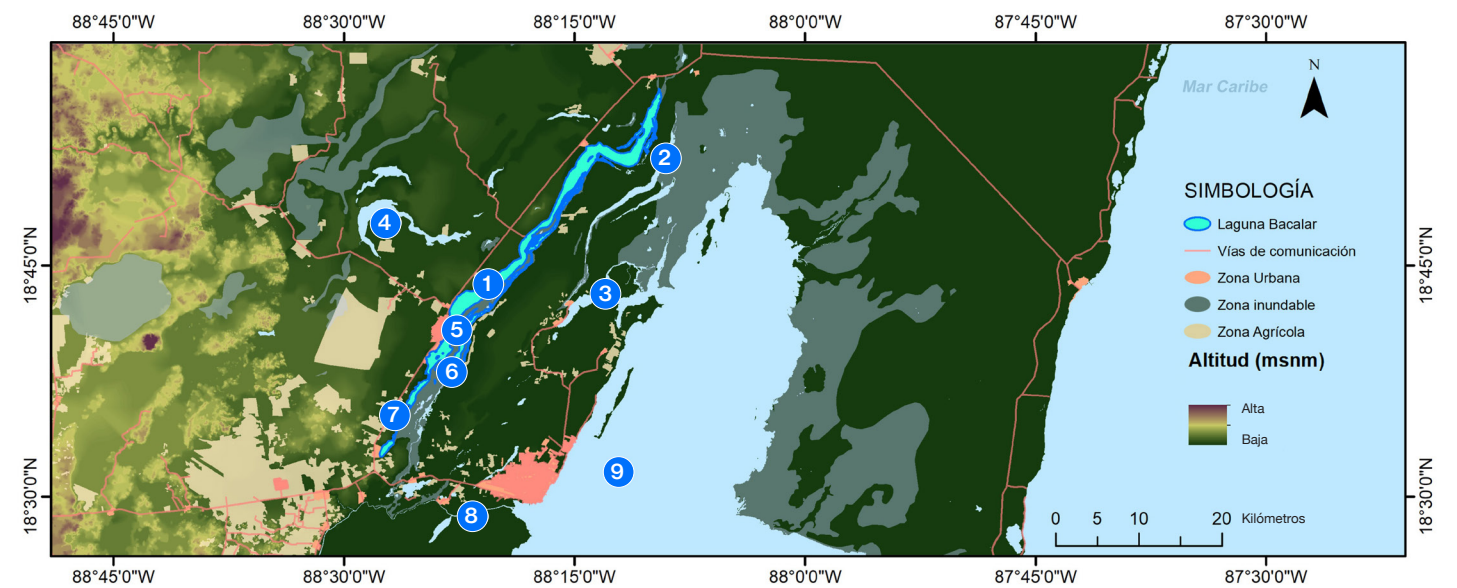 88°45'0"W 88°30'0"W 88°15'0"W 88°00'0"W 87°45'0"W 87°30'0"W
N
Mar Caribe
2
SIMBOLOGÍA
4
Laguna Bacalar
Vías de comunicación
18°45'0"N
18°45'0"N
1
3
Zona Urbana
Zona inundable
5
Zona Agrícola
Altitud (msnm)
6
7
Alta
Baja
9
18°30'0"N
18°30'0"N
8
0 5 10 20 Kilómetros
88°45'0"W 88°30'0"W 88°15'0"W 88°00'0"W 87°45'0"W 87°30'0"W